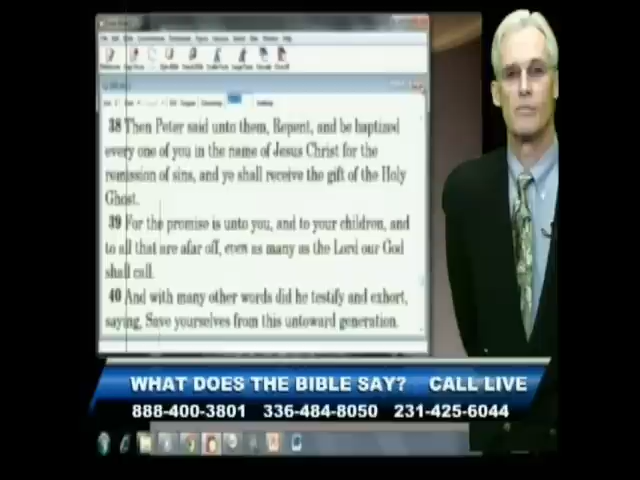 38 Then Peter said unto them, Repent, and be baptized
every one of you in the name of Jesus Christ for the
remission of sins, and ye shall receive the gift of the Holy
Ghost.
39 For the promise is unto you, and to your children, and
to all that are afar off, even as many as the Lord our God
shall call.
40 And with many other words did he testify and exhort,
saying, Save yourselves from this untoward generation.
WHAT DOES THE BIBLE SAY? CALL LIVE
888-400-3801 336-484-8050 231-425-6044